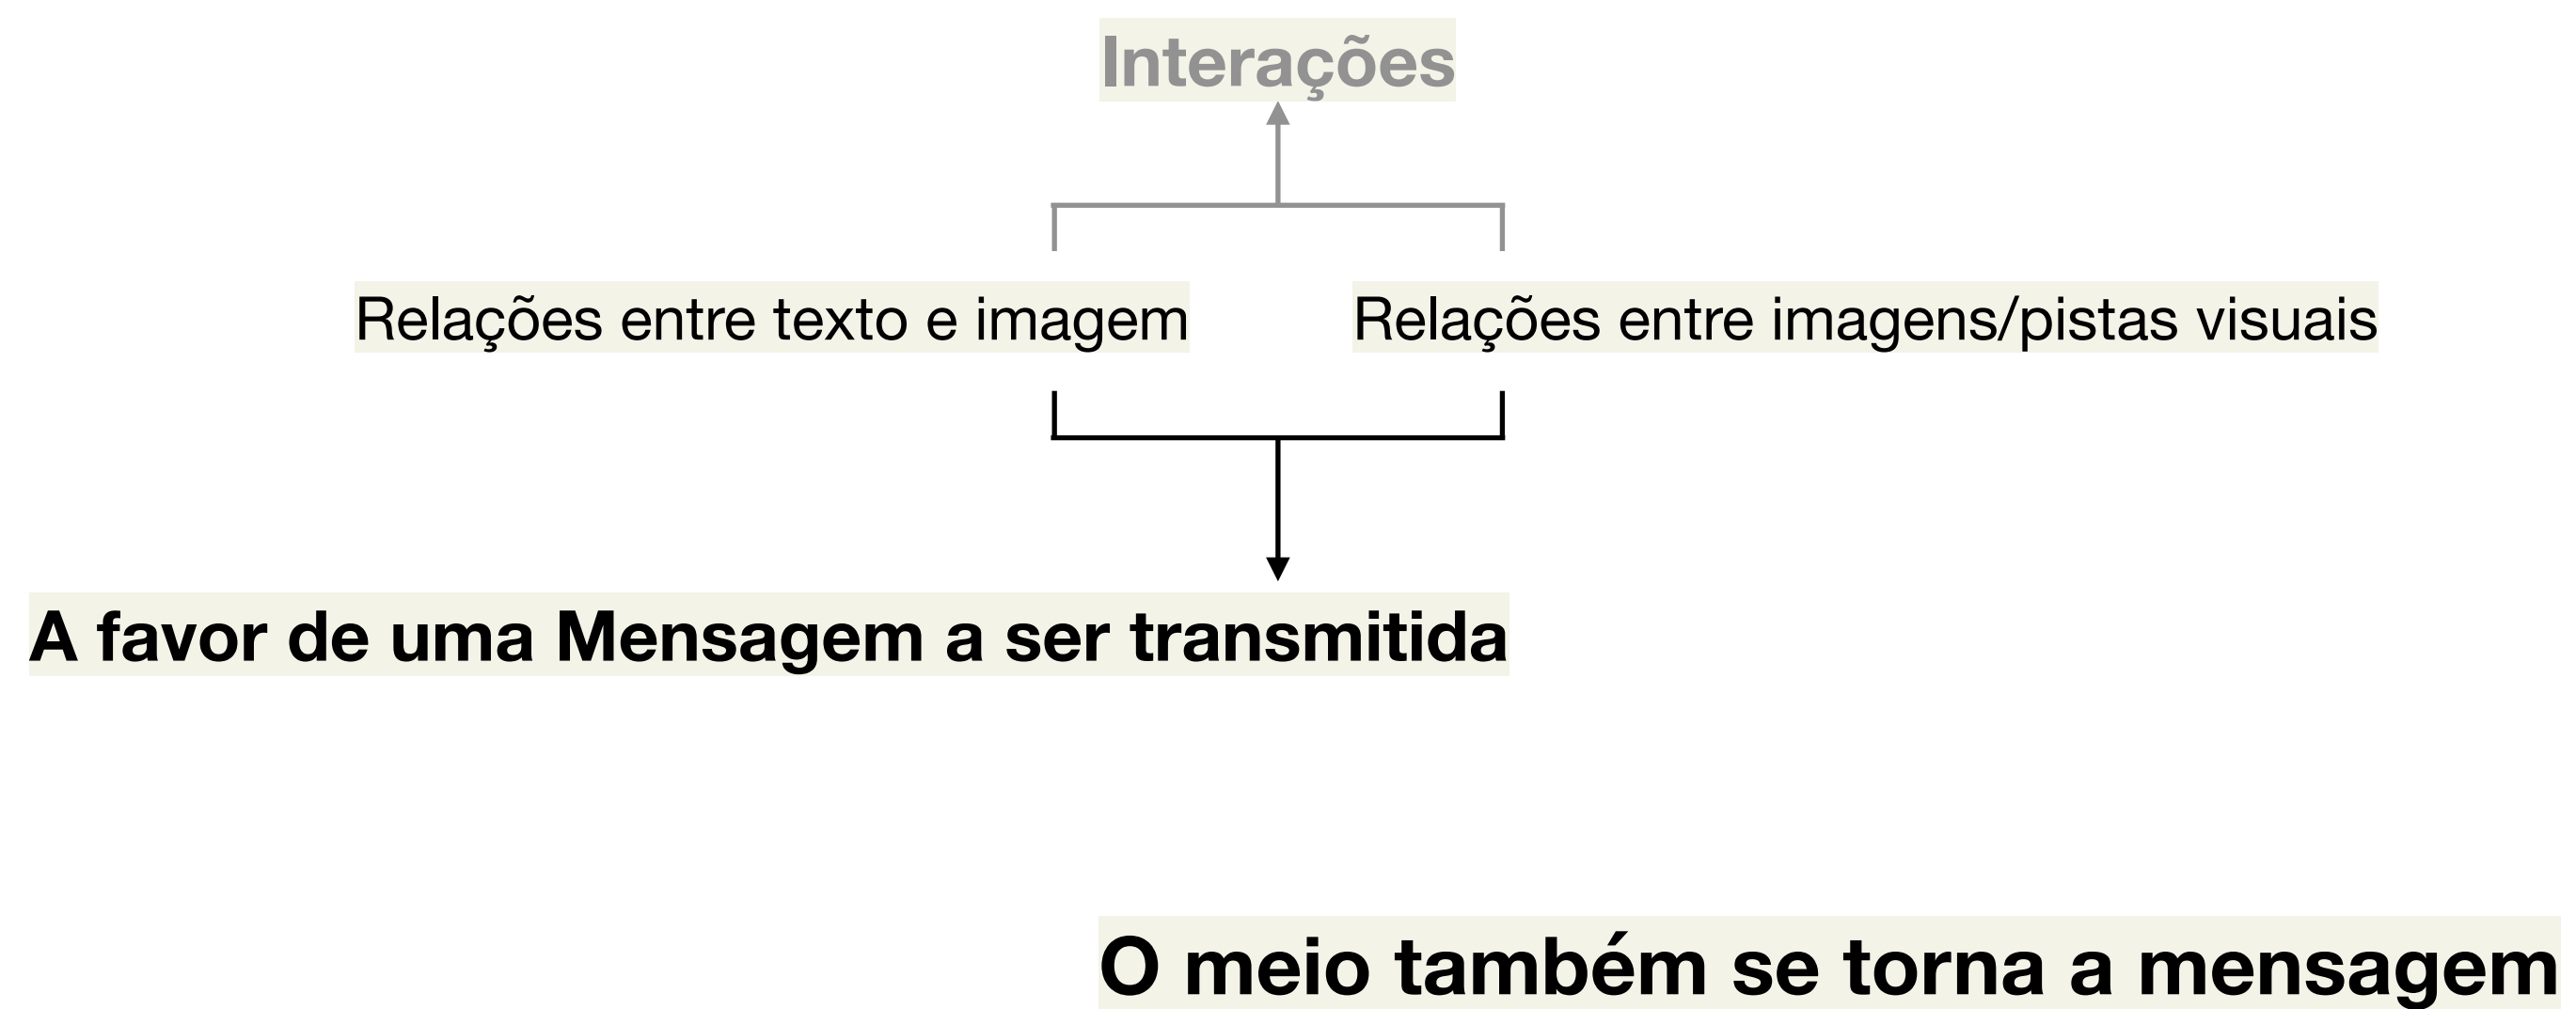 Interações
Relações entre texto e imagem
Relações entre imagens/pistas visuais
A favor de uma Mensagem a ser transmitida
O meio também se torna a mensagem